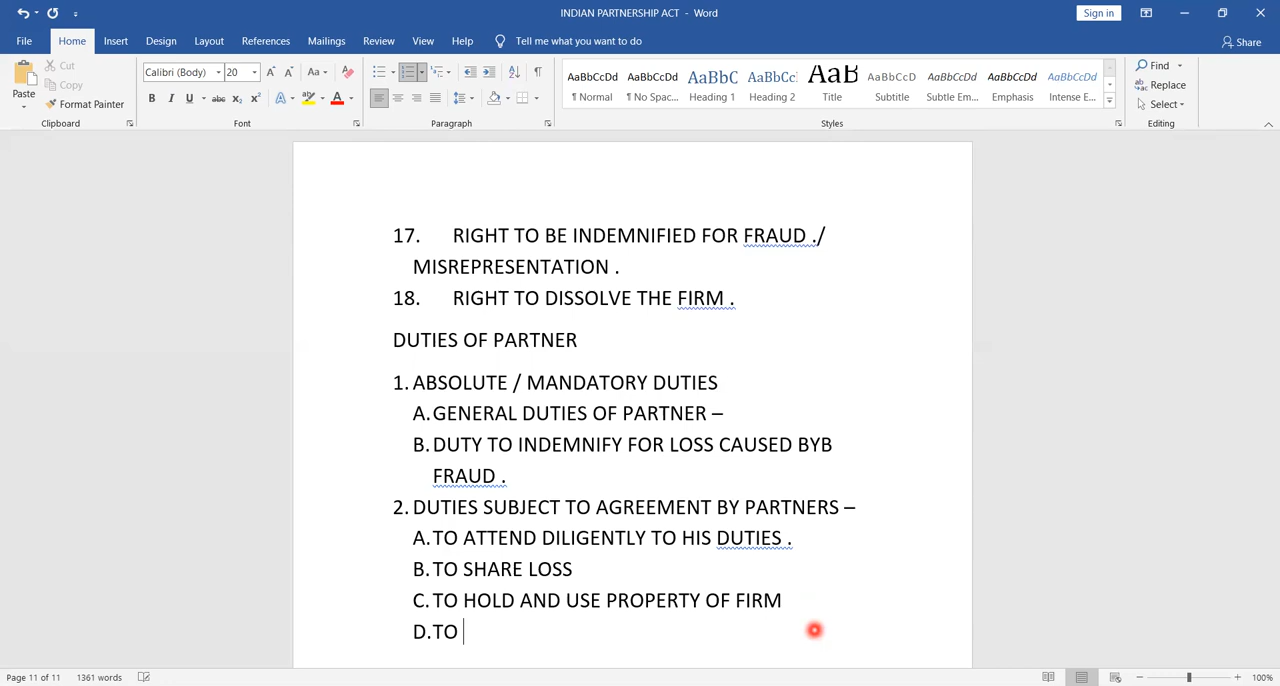 INDIAN PARTNERSHIP ACT - Word
Sign in
File Home Insert Design Layout References Mailings Review View Help Tell me what you want to do
Share
Paste
Cut
Copy
Format Painter
Clipboard
Calibri (Body) 20
Font
Paragraph
AaBbCcDd AaBbCcDd AaBbC AaBbCc AaB AaBbCcD AaBbCcDd AaBbCcDd AaBbCcDd
¶ Normal ¶ No Spac... Heading 1 Heading 2 Title Subtitle Subtle Em... Emphasis Intense E...
Styles
Find
Replace
Select
Editing
17. RIGHT TO BE INDEMNIFIED FOR FRAUD ./
MISREPRESENTATION .
18. RIGHT TO DISSOLVE THE FIRM .
DUTIES OF PARTNER
1. ABSOLUTE / MANDATORY DUTIES
A. GENERAL DUTIES OF PARTNER –
B. DUTY TO INDEMNIFY FOR LOSS CAUSED BYB
FRAUD .
2. DUTIES SUBJECT TO AGREEMENT BY PARTNERS –
A. TO ATTEND DILIGENTLY TO HIS DUTIES .
B. TO SHARE LOSS
C. TO HOLD AND USE PROPERTY OF FIRM
D. TO
Page 11 of 11 1361 words
100%